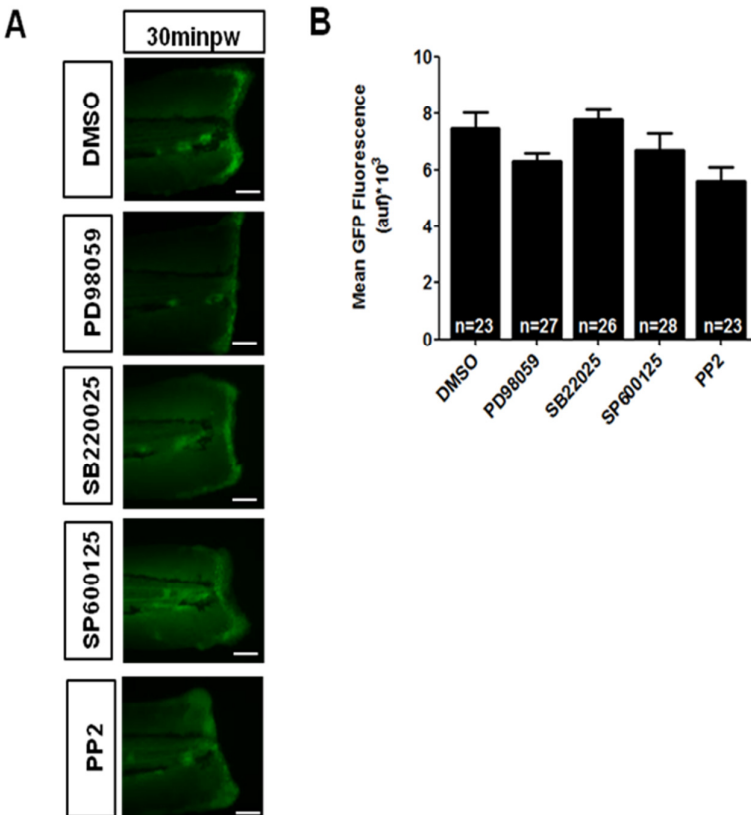 A
30minpw
DMSO
PD98059
SB220025
SP600125
PP2
B
Mean GFP Fluorescence
(auf)*10³
10
8
6
4
2
0
n=23
n=27
n=26
n=28
n=23
DMSO
PD98059
SB22025
SP600125
PP2